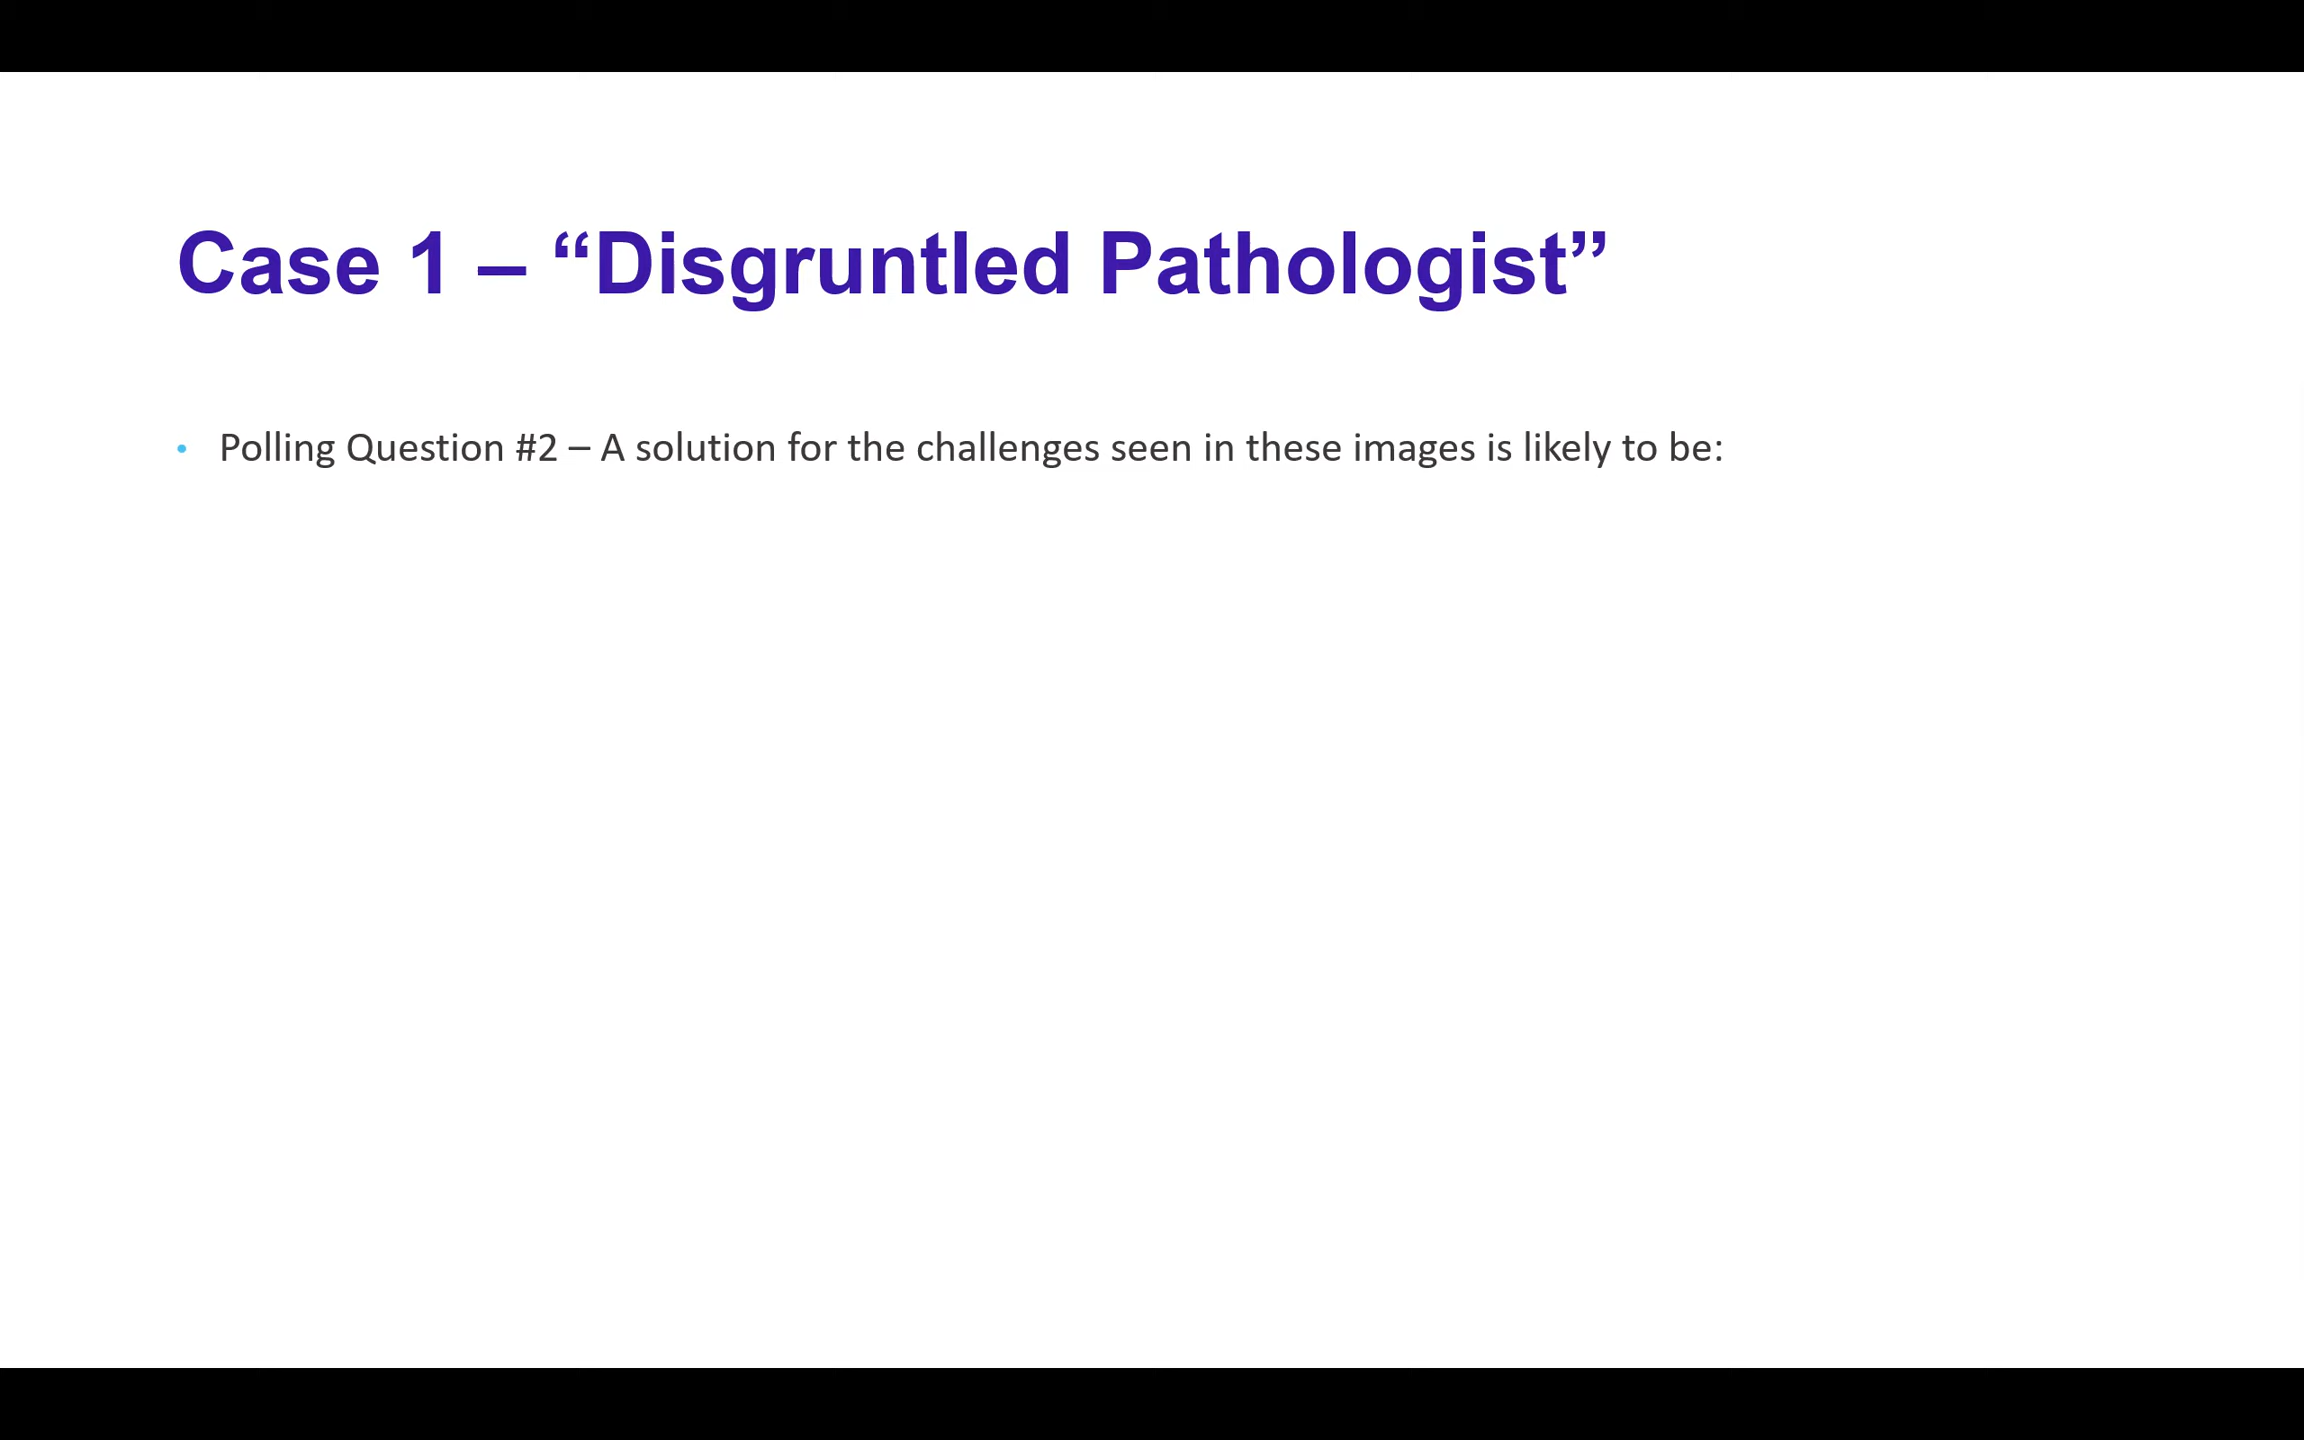 Case 1 – “Disgruntled Pathologist”
• Polling Question #2 – A solution for the challenges seen in these images is likely to be: